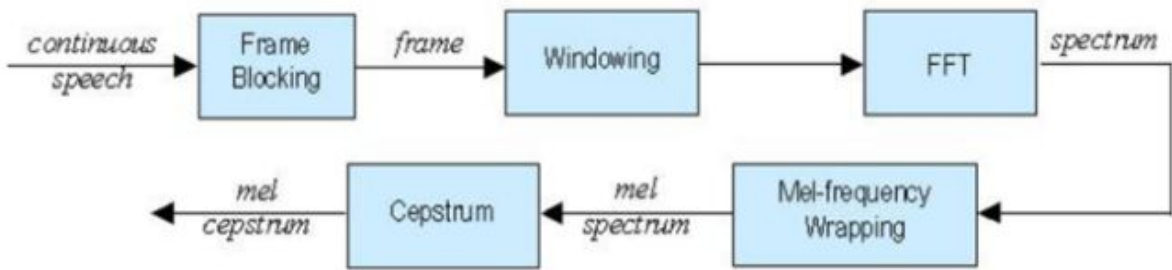 continuous
speech
Frame
Blocking
frame
Windowing
FFT
spectrum
Mel-frequency
Wrapping
mel
spectrum
Cepstrum
mel
cepstrum